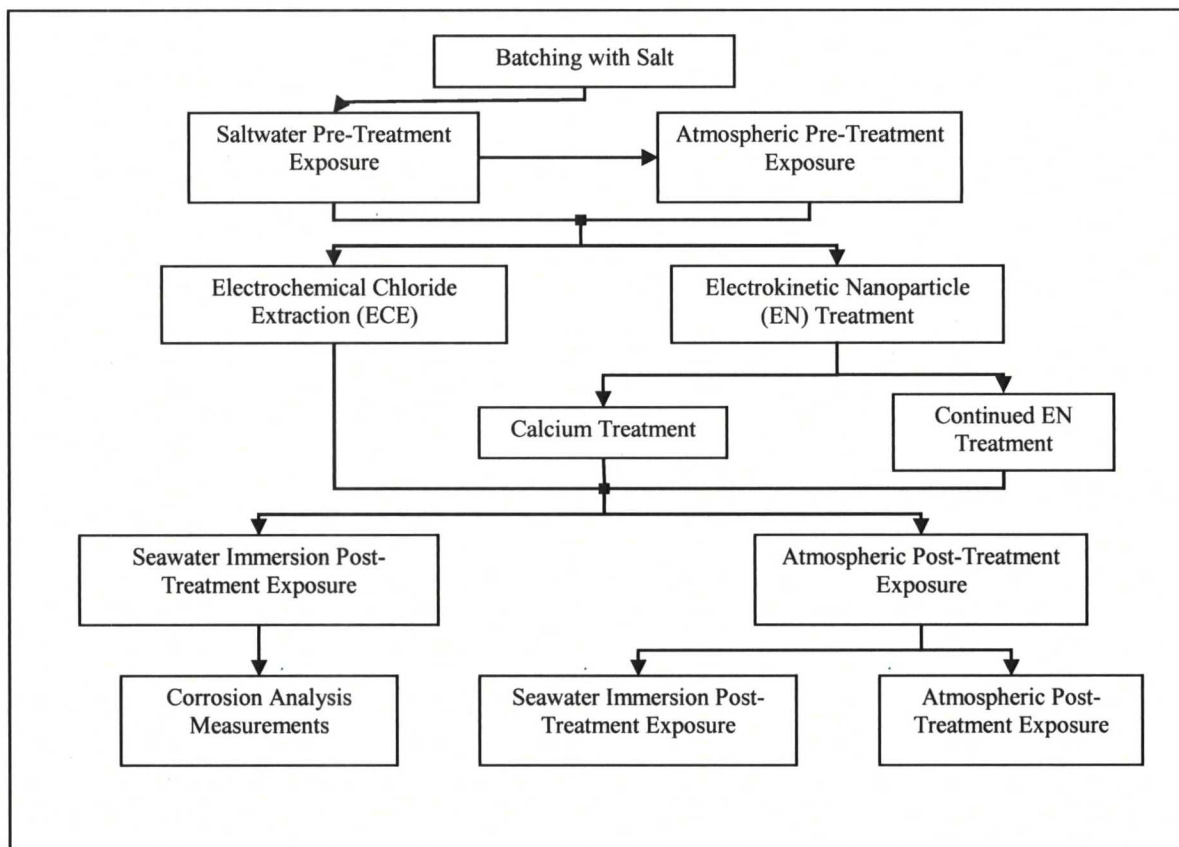 Batching with Salt
Saltwater Pre-Treatment
Exposure
Atmospheric Pre-Treatment
Exposure
Electrochemical Chloride
Extraction (ECE)
Electrokinetic Nanoparticle
(EN) Treatment
Calcium Treatment
Continued EN
Treatment
Seawater Immersion Post-
Treatment Exposure
Atmospheric Post-Treatment
Exposure
Corrosion Analysis
Measurements
Seawater Immersion Post-
Treatment Exposure
Atmospheric Post-
Treatment Exposure